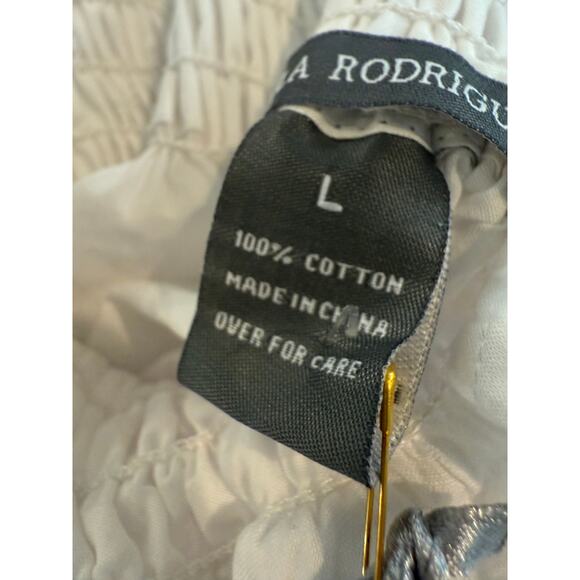 A RODRIGU
L
100% COTTON
MADE IN CHINA
OVER FOR CARE